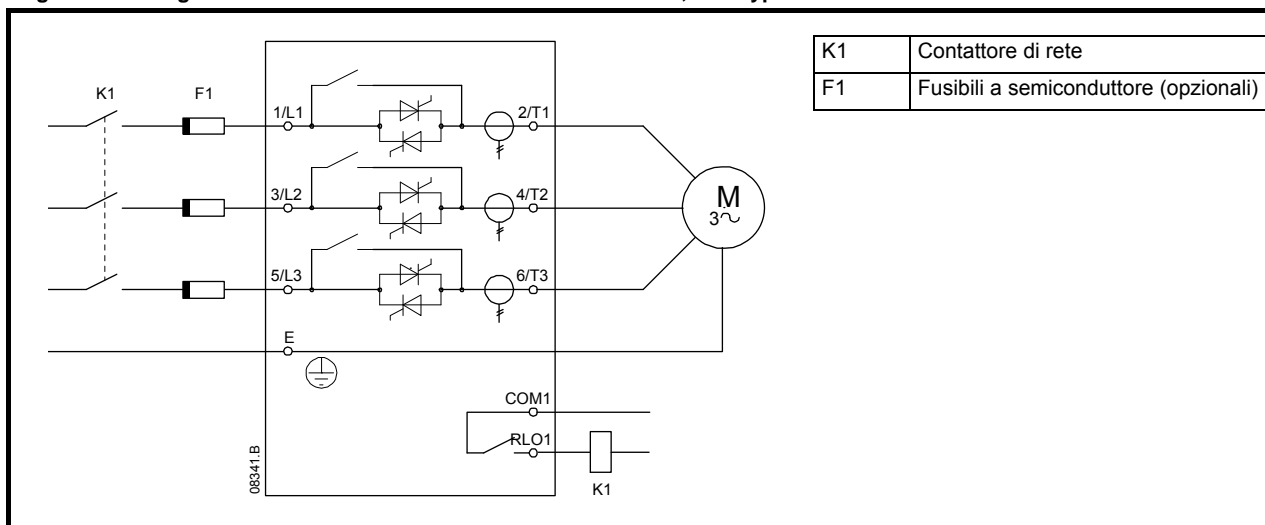 K1 Contattore di rete
F1 Fusibili a semiconduttore (opzionali)
K1 F1
1/L1 2/T1
3/L2 4/T2
M
3
5/L3 6/T3
E
COM1
RLO1
K1
08341.B